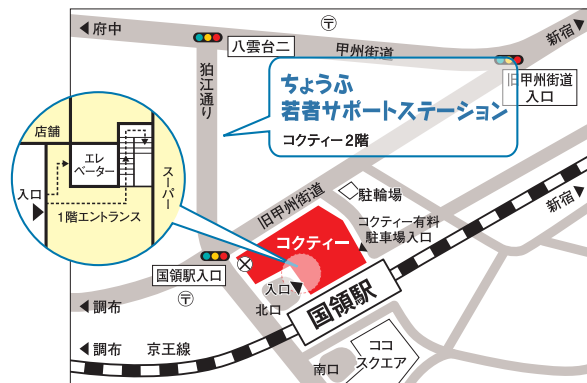 府中
八雲台二
甲州街道
新宿
旧甲州街道
入口
狛江通り
ちょうふ
若者サポートステーション
コクティー2階
店舗
エレ
ベーター
スーパー
入口
1階エントランス
旧甲州街道
駐輪場
コクティー有料
駐車場入口
新宿
コクティー
国領駅入口
入口
北口
国領駅
調布
調布
京王線
南口
ココ
スクエア